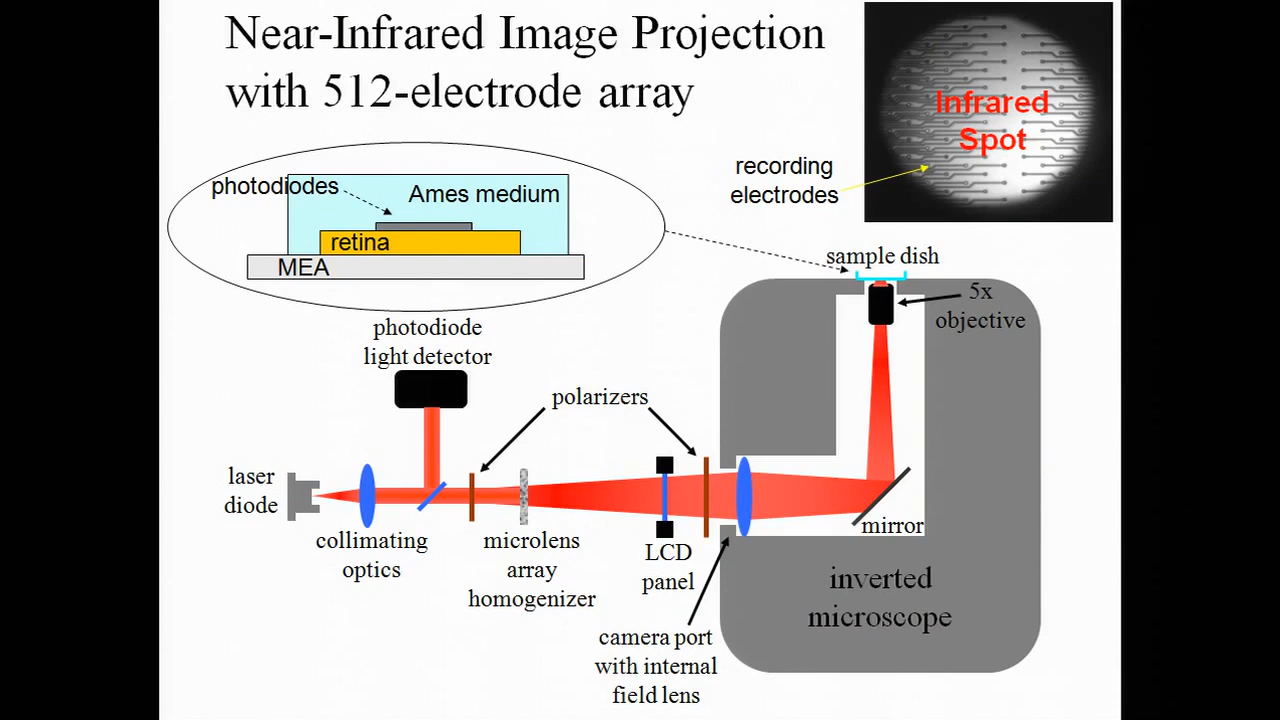 Near-Infrared Image Projection
with 512-electrode array
Infrared
Spot
recording
electrodes
photodiodes
Ames medium
retina
MEA
sample dish
5x
objective
photodiode
light detector
polarizers
laser
diode
collimating
optics
microlens
array
homogenizer
LCD
panel
mirror
camera port
with internal
field lens
inverted
microscope